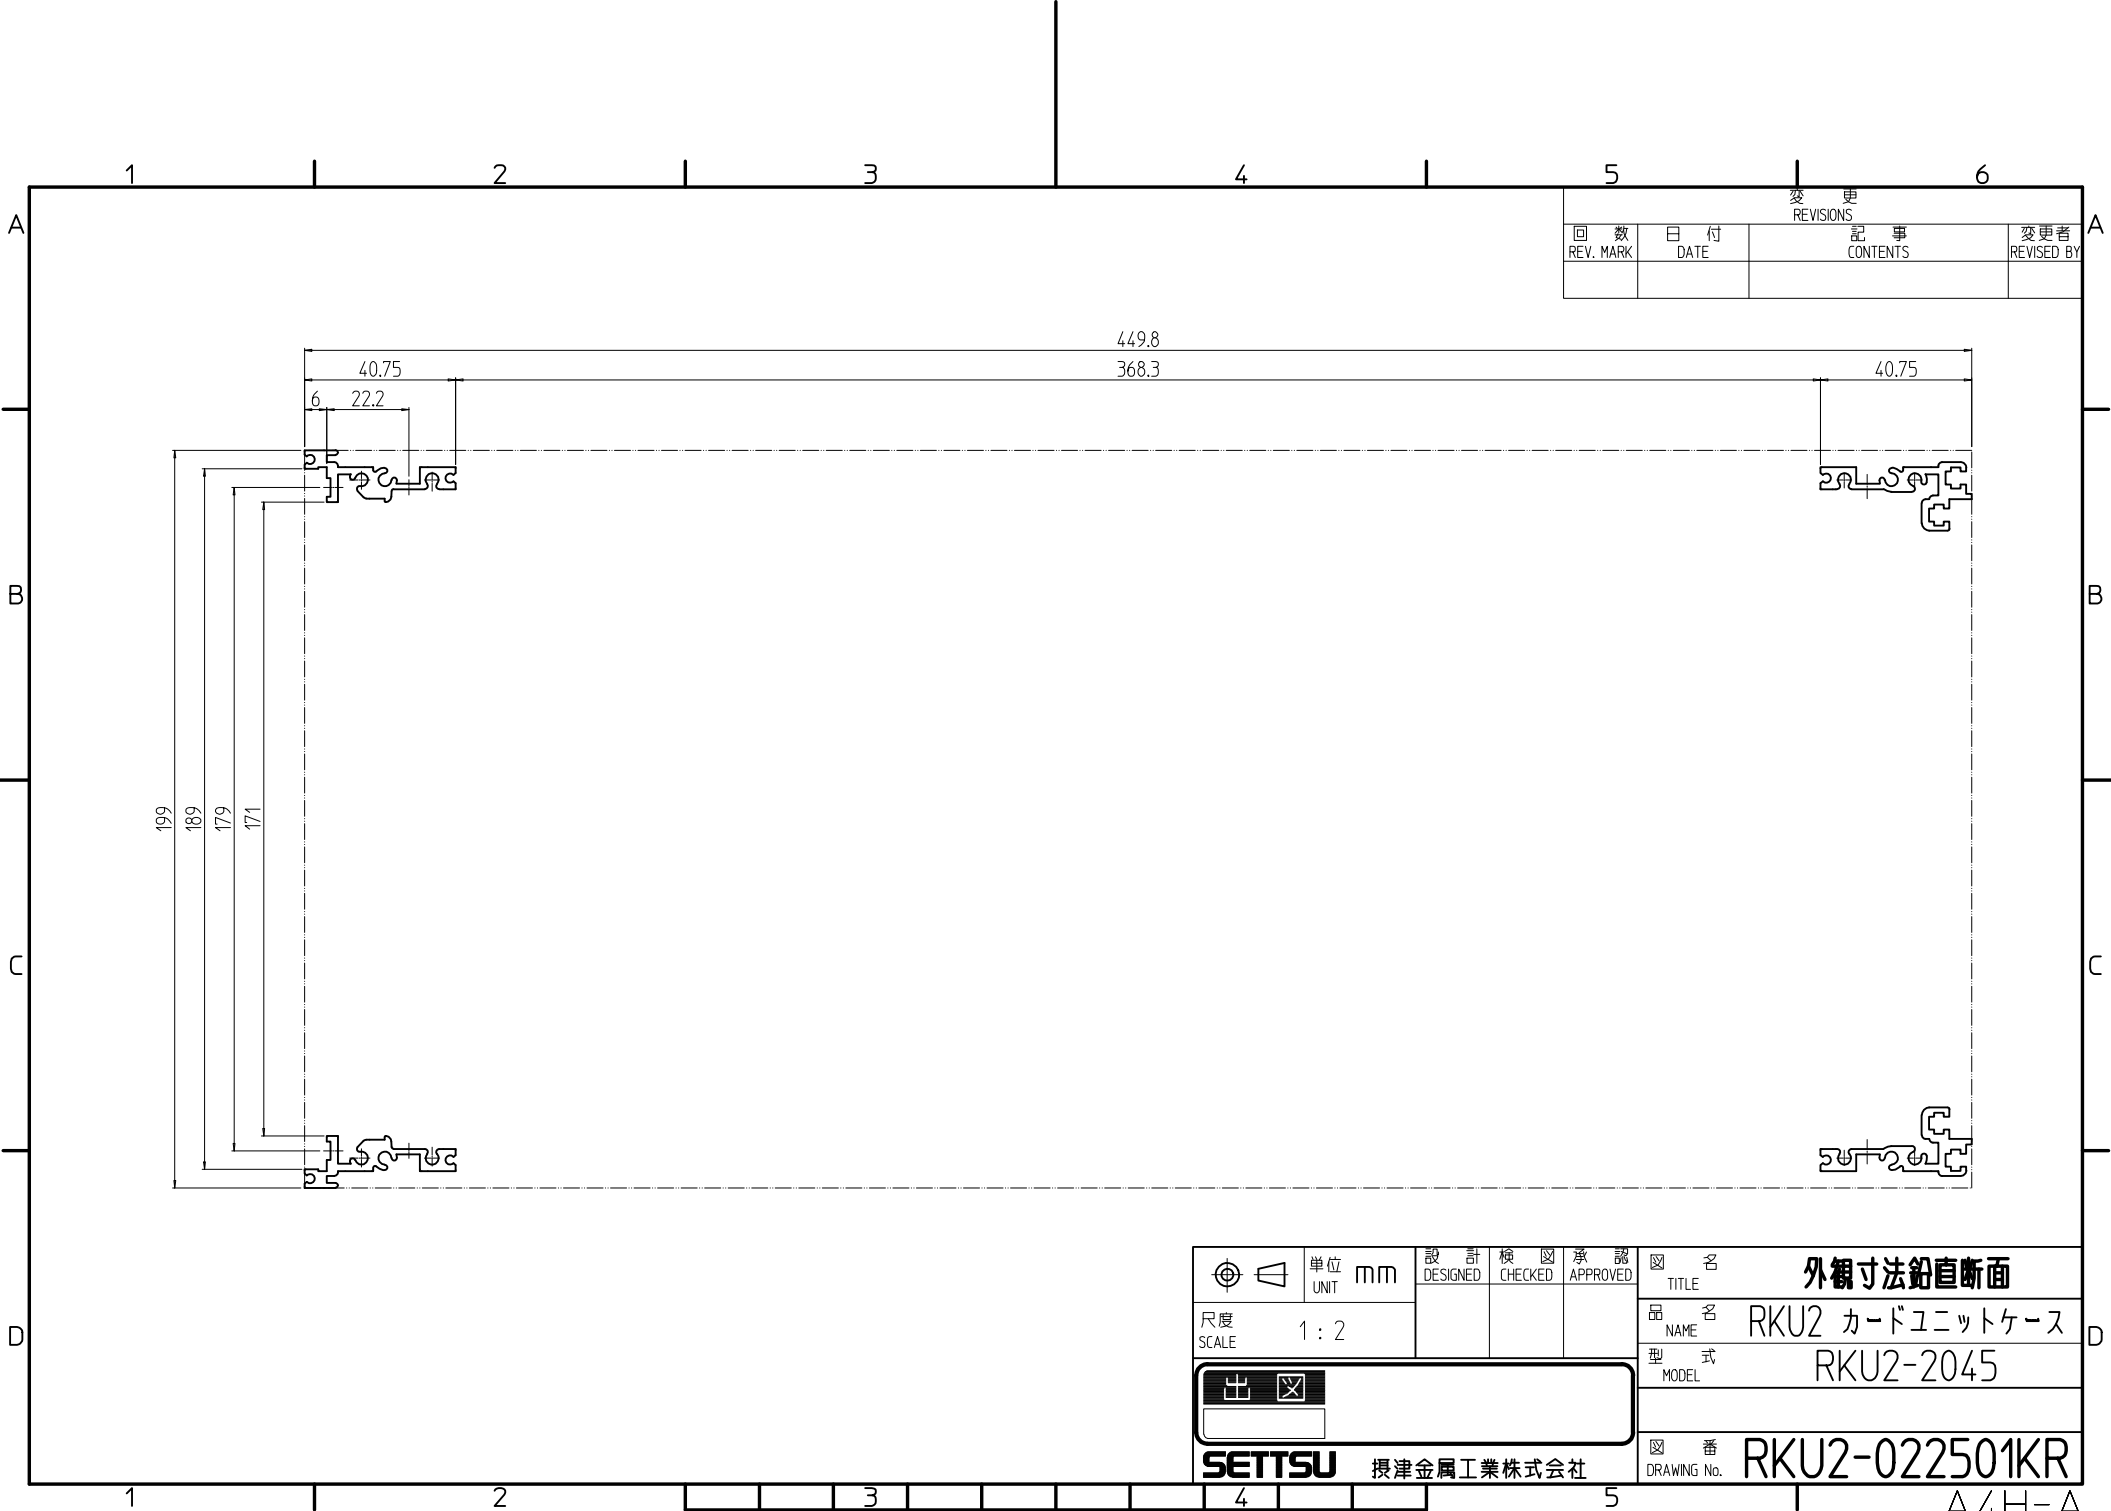 1 2 3 4 5 6
A A
変 更
REVISIONS
回 数 日 付 記 事 変更者
REV. MARK DATE CONTENTS REVISED BY
449.8
40.75 368.3 40.75
6 22.2
B B
199 189 179 171
C C
D D
単位 mm
UNIT
設 計 検 図 承 認
DESIGNED CHECKED APPROVED
尺度
SCALE 1 : 2
図 名 外観寸法鉛直断面
TITLE
品 名 RKU2 カードユニットケース
NAME
型 式 RKU2-2045
MODEL
出 図
図 番 RKU2-022501KR
DRAWING No.
SETTSU 摂津金属工業株式会社
1 2 3 4 5